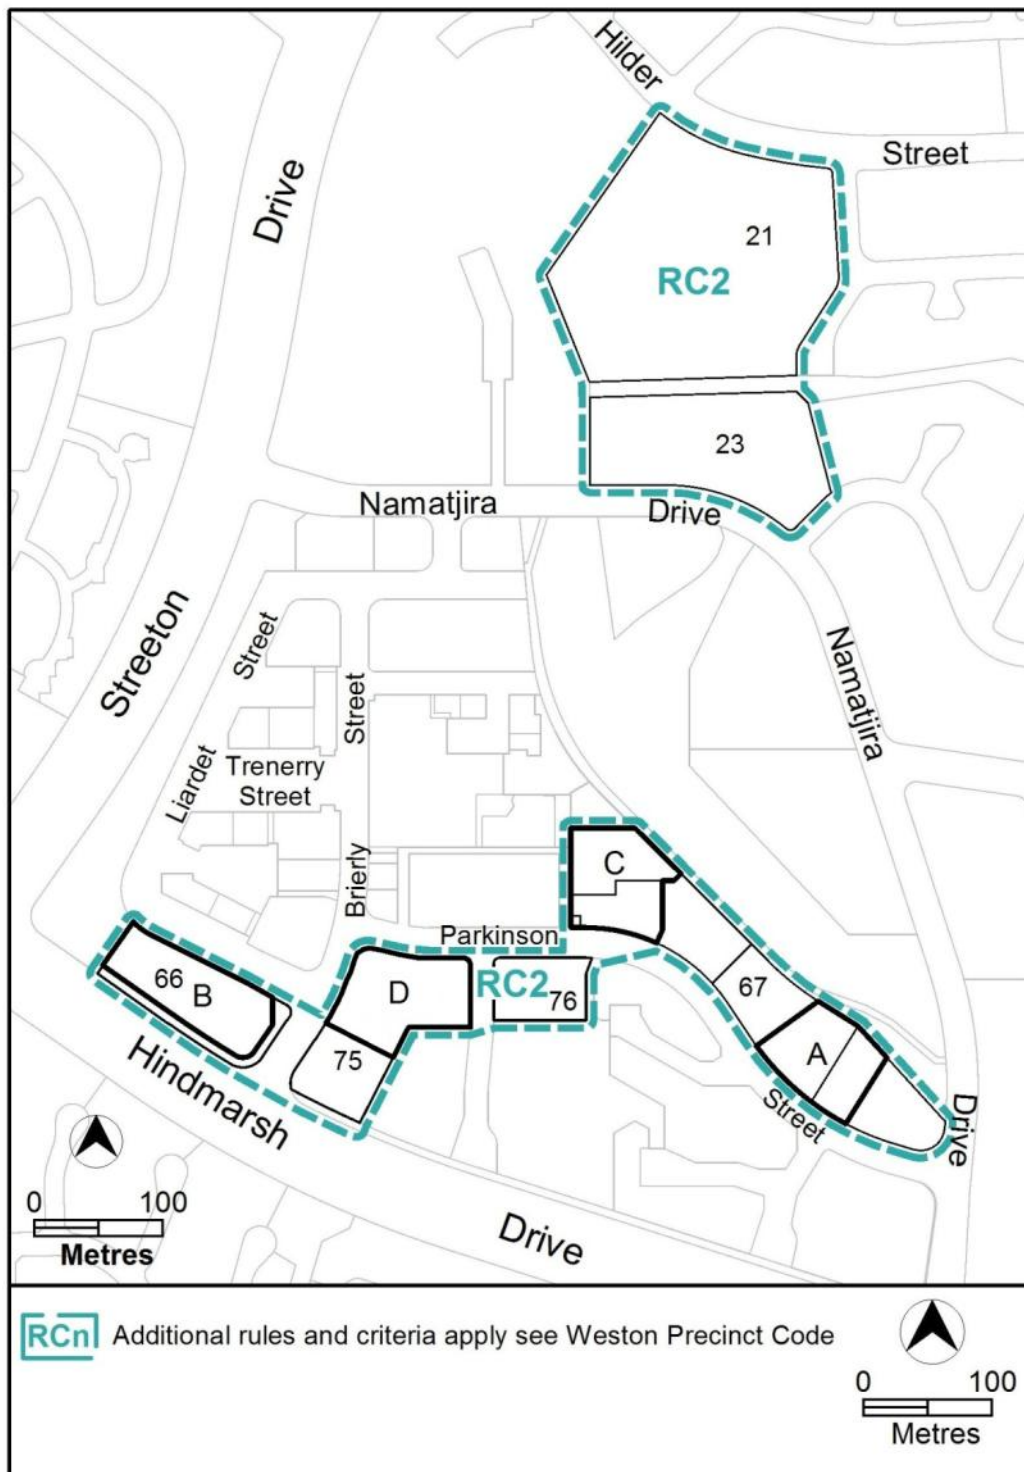 Hilder
Street
Drive
21
RC2
23
Namatjira
Drive
Streeton
Street
Street
Namatjira
Liardet
Trenerry
Street
Brierly
C
Parkinson
66
B
D
RC2
76
67
75
A
Hindmarsh
Street
Drive
Drive
0 100
Metres
RCn Additional rules and criteria apply see Weston Precinct Code
0 100
Metres